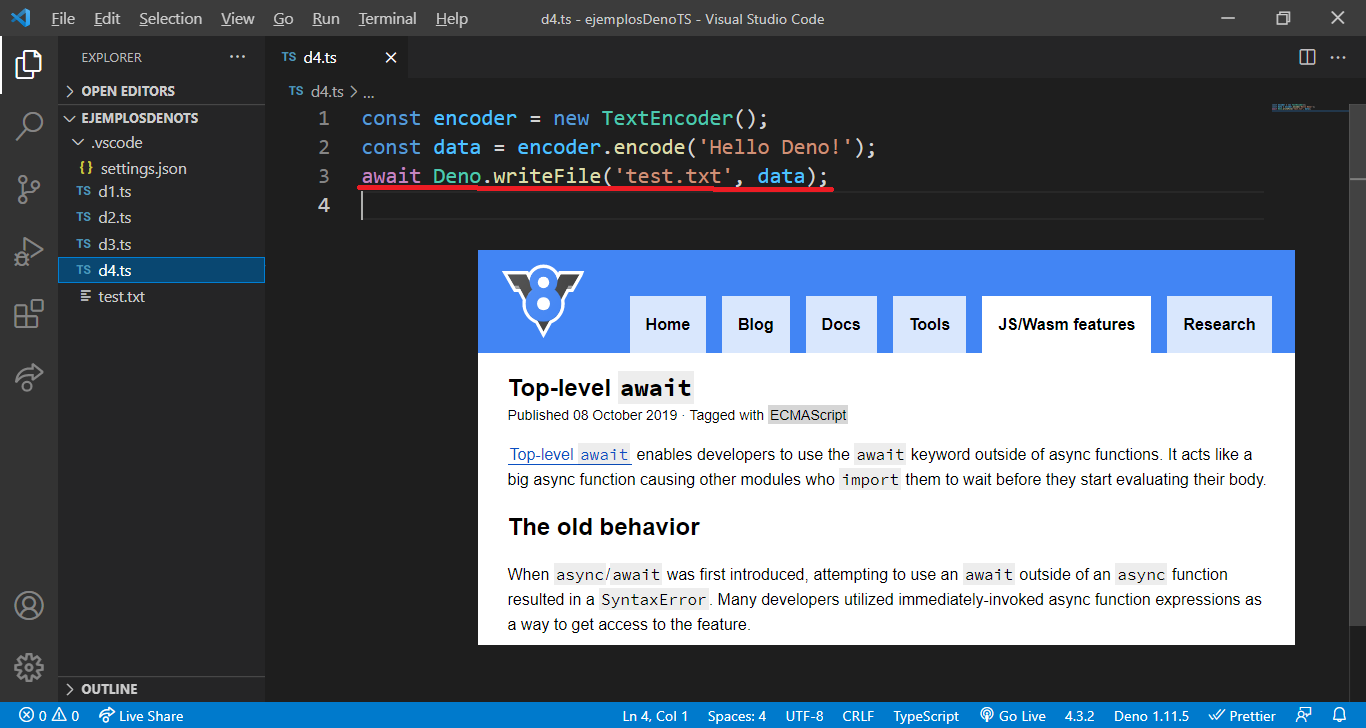 File Edit Selection View Go Run Terminal Help d4.ts - ejemplosDenoTS - Visual Studio Code
EXPLORER
OPEN EDITORS
EJEMPLOSDENOTS
.vscode
{} settings.json
TS d1.ts
TS d2.ts
TS d3.ts
TS d4.ts
test.txt
OUTLINE
TS d4.ts
TS d4.ts > ...
1 const encoder = new TextEncoder();
2 const data = encoder.encode('Hello Deno!');
3 await Deno.writeFile('test.txt', data);
4
Home Blog Docs Tools JS/Wasm features Research
Top-level await
Published 08 October 2019 · Tagged with ECMAScript
Top-level await enables developers to use the await keyword outside of async functions. It acts like a
big async function causing other modules who import them to wait before they start evaluating their body.
The old behavior
When async/await was first introduced, attempting to use an await outside of an async function
resulted in a SyntaxError. Many developers utilized immediately-invoked async function expressions as
a way to get access to the feature.
0 0 Live Share Ln 4, Col 1 Spaces: 4 UTF-8 CRLF TypeScript Go Live 4.3.2 Deno 1.11.5 Prettier